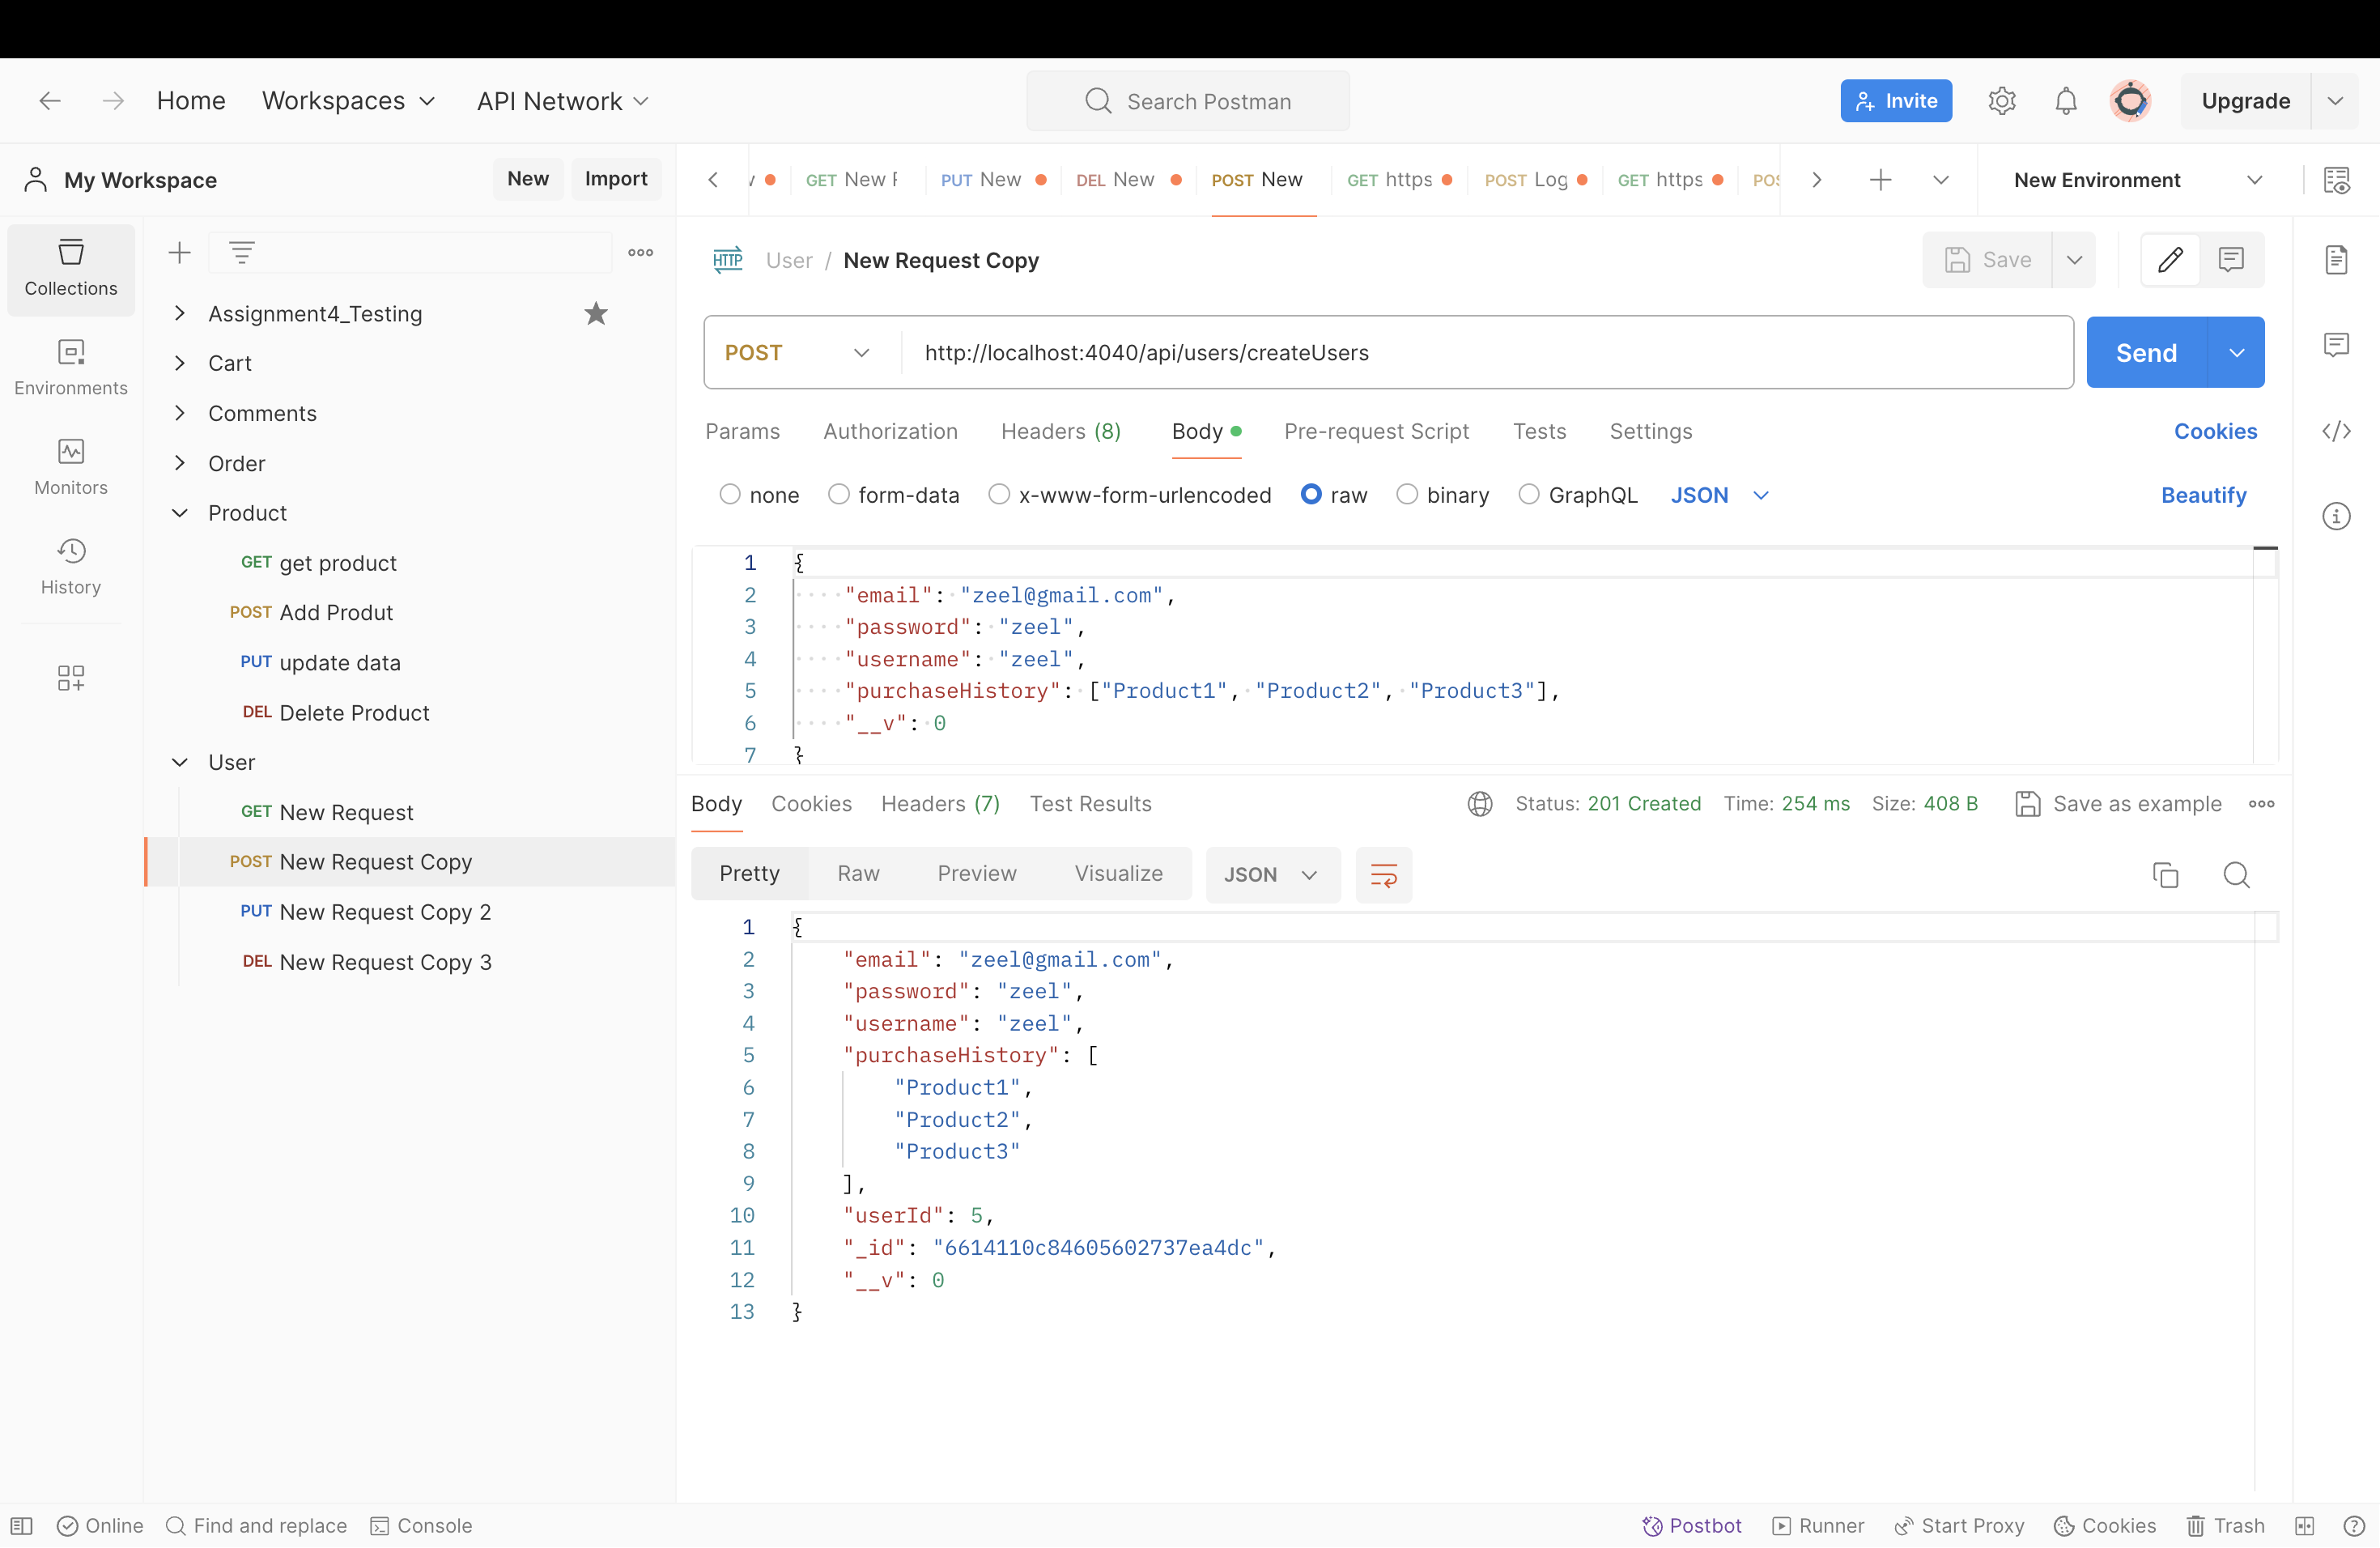 Home Workspaces API Network Search Postman Invite Upgrade
My Workspace New Import GET New PUT New DEL New POST New GET https POST Log GET https New Environment
Collections
Environments
Monitors
History
Assignment4_Testing
Cart
Comments
Order
Product
GET get product
POST Add Produt
PUT update data
DEL Delete Product
User
GET New Request
POST New Request Copy
PUT New Request Copy 2
DEL New Request Copy 3
HTTP User / New Request Copy Save
POST http://localhost:4040/api/users/createUsers Send
Params Authorization Headers (8) Body Pre-request Script Tests Settings Cookies
none form-data x-www-form-urlencoded raw binary GraphQL JSON Beautify
1 {
2 "email": "zeel@gmail.com",
3 "password": "zeel",
4 "username": "zeel",
5 "purchaseHistory": ["Product1", "Product2", "Product3"],
6 "__v": 0
7 }
Body Cookies Headers (7) Test Results Status: 201 Created Time: 254 ms Size: 408 B Save as example
Pretty Raw Preview Visualize JSON
1 {
2 "email": "zeel@gmail.com",
3 "password": "zeel",
4 "username": "zeel",
5 "purchaseHistory": [
6 "Product1",
7 "Product2",
8 "Product3"
9 ],
10 "userId": 5,
11 "_id": "6614110c84605602737ea4dc",
12 "__v": 0
13 }
Online Find and replace Console Postbot Runner Start Proxy Cookies Trash